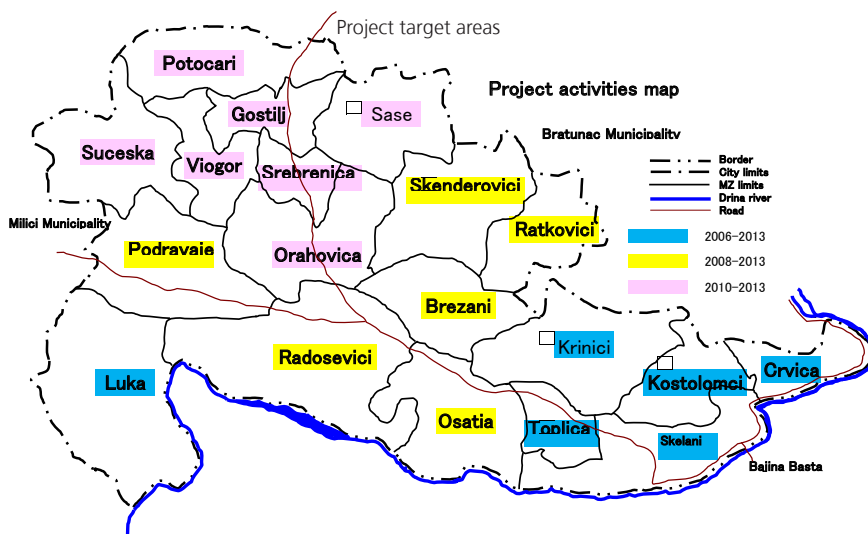 Project target areas
Potocari
Project activities map
Gostilj
Sase
Bratunac Municipality
Suceska
Viogor
Srebrenica
Skenderovici
Border
City limits
MZ limits
Drina river
Road
Milici Municipality
Ratkovici
2006-2013
Podravaie
Orahovica
2008-2013
2010-2013
Brezani
Krinici
Radosevici
Luka
Kostolomci
Crvica
Osatia
Toplica
Skelani
Bajina Basta